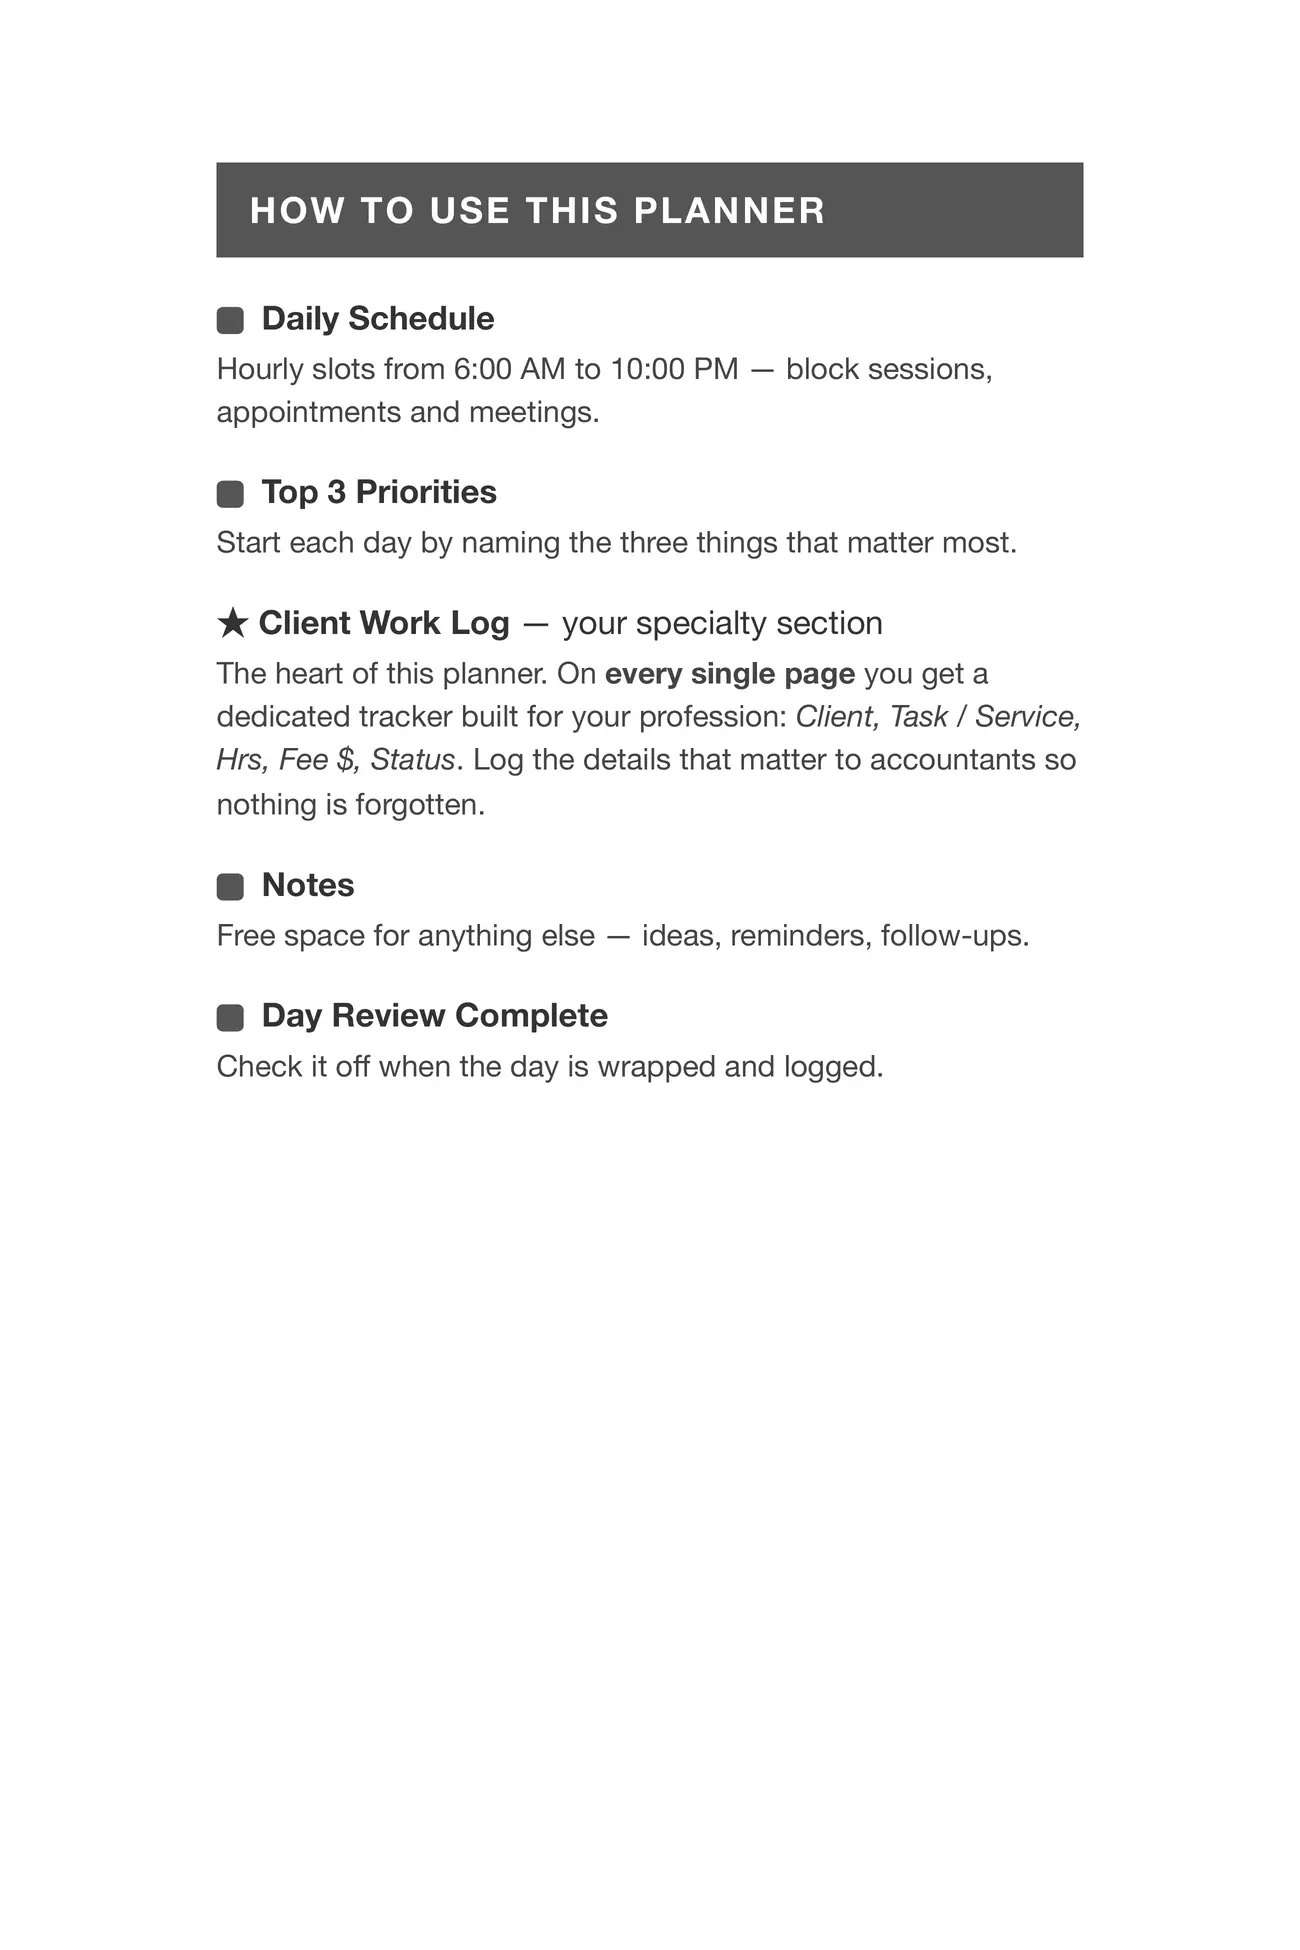 HOW TO USE THIS PLANNER
Daily Schedule
Hourly slots from 6:00 AM to 10:00 PM — block sessions,
appointments and meetings.
Top 3 Priorities
Start each day by naming the three things that matter most.
★ Client Work Log — your specialty section
The heart of this planner. On every single page you get a
dedicated tracker built for your profession: Client, Task / Service,
Hrs, Fee $, Status. Log the details that matter to accountants so
nothing is forgotten.
Notes
Free space for anything else — ideas, reminders, follow-ups.
Day Review Complete
Check it off when the day is wrapped and logged.